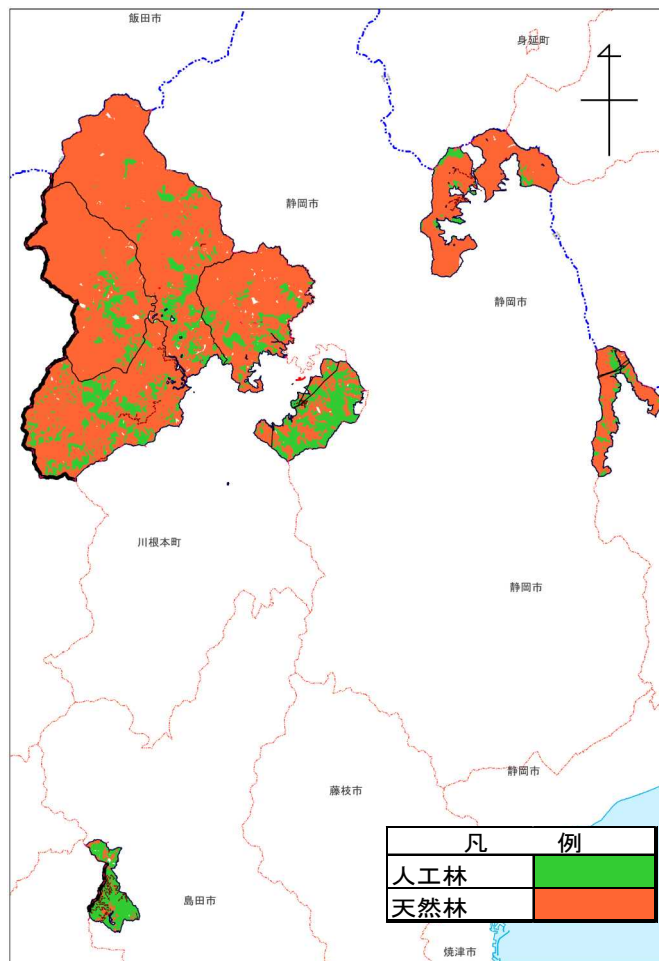 飯田市
身延町
静岡市
静岡市
川根本町
静岡市
静岡市
藤枝市
凡 例
人工林
天然林
島田市
焼津市